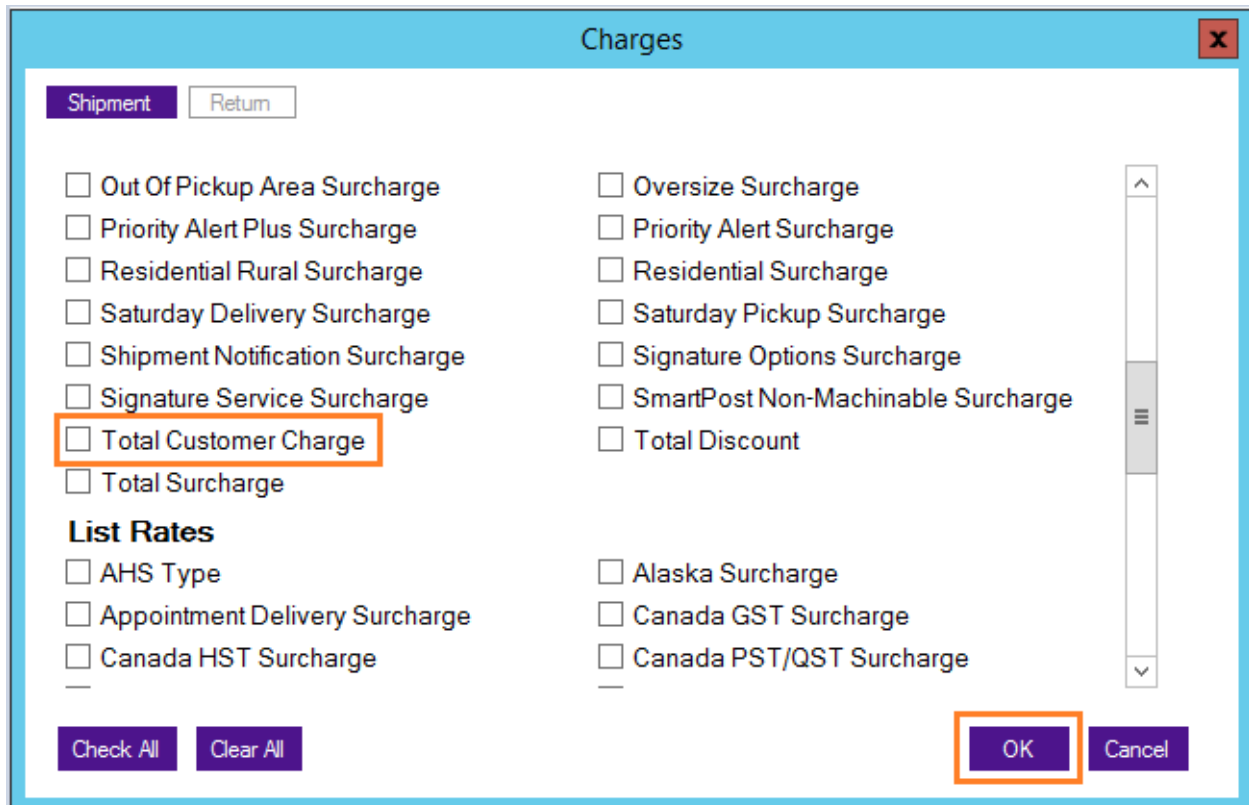 Charges
x
Shipment Return
Out Of Pickup Area Surcharge Oversize Surcharge
Priority Alert Plus Surcharge Priority Alert Surcharge
Residential Rural Surcharge Residential Surcharge
Saturday Delivery Surcharge Saturday Pickup Surcharge
Shipment Notification Surcharge Signature Options Surcharge
Signature Service Surcharge SmartPost Non-Machinable Surcharge
Total Customer Charge Total Discount
Total Surcharge
List Rates
AHS Type Alaska Surcharge
Appointment Delivery Surcharge Canada GST Surcharge
Canada HST Surcharge Canada PST/QST Surcharge
Check All Clear All OK Cancel